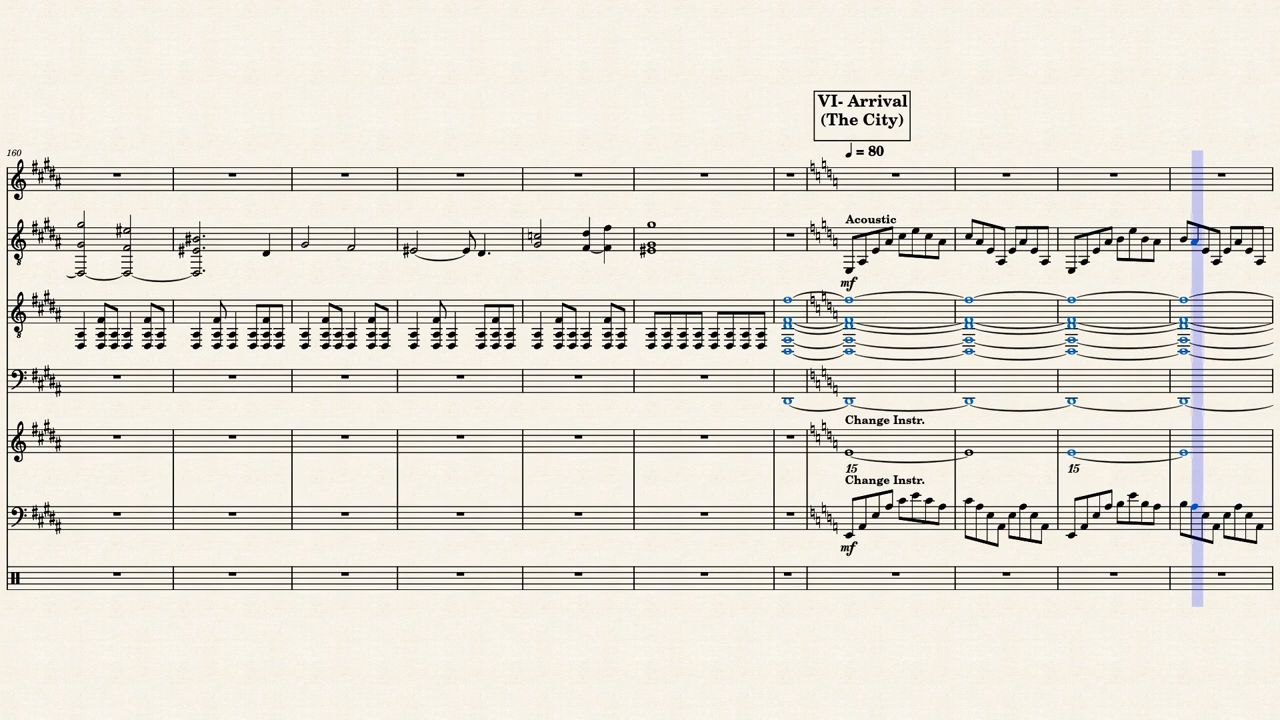 VI- Arrival
(The City)
= 80
160
Acoustic
mf
Change Instr.
15
15
Change Instr.
mf